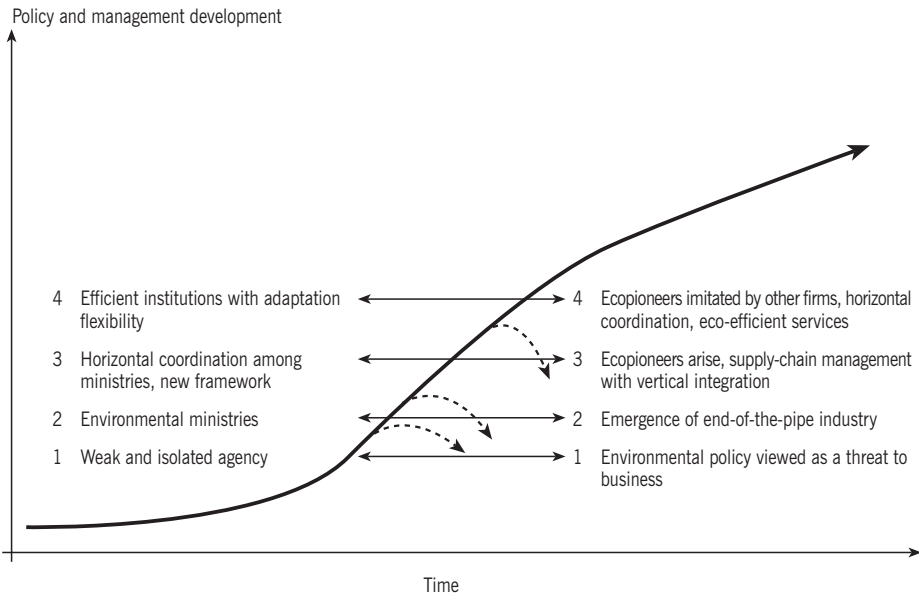 Policy and management development
4 Efficient institutions with adaptation
flexibility
3 Horizontal coordination among
ministries, new framework
2 Environmental ministries
1 Weak and isolated agency
4 Ecopioneers imitated by other firms, horizontal
coordination, eco-efficient services
3 Ecopioneers arise, supply-chain management
with vertical integration
2 Emergence of end-of-the-pipe industry
1 Environmental policy viewed as a threat to
business
Time